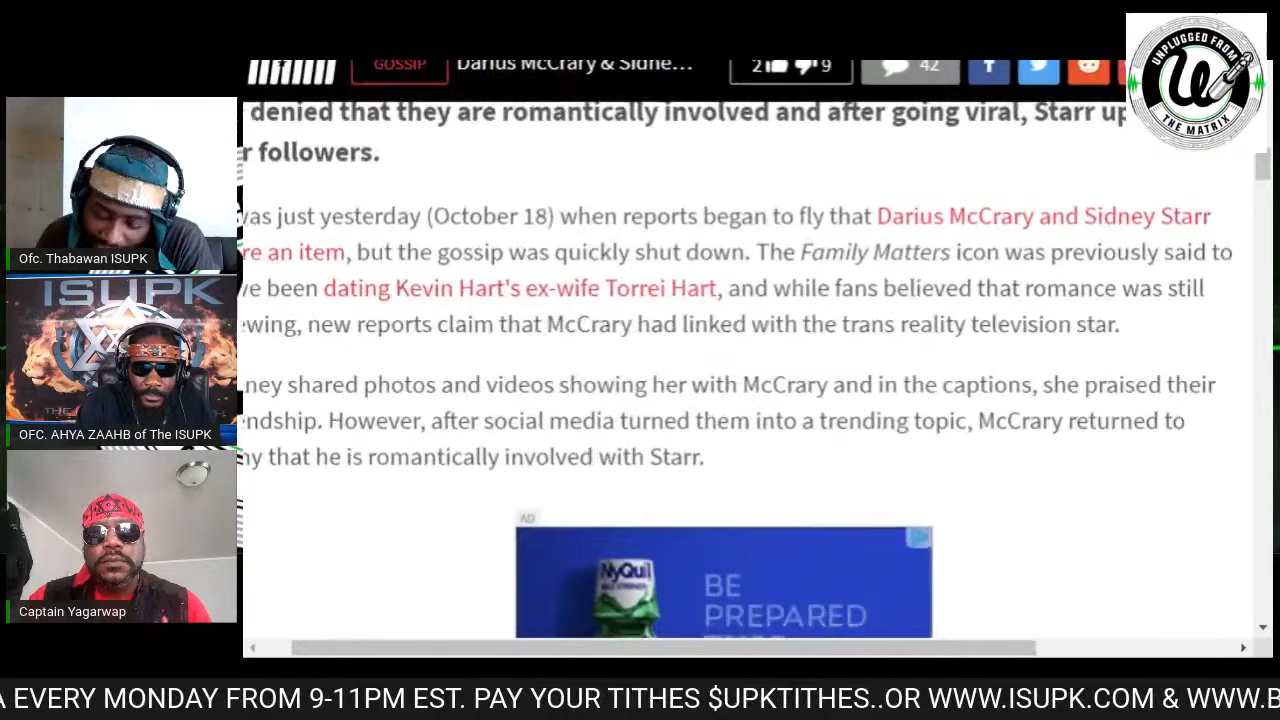 GOSSIP Darius McCrary & Sidne... 2 9 42
UNPLUGGED FROM
THE MATRIX
denied that they are romantically involved and after going viral, Starr up
r followers.
was just yesterday (October 18) when reports began to fly that Darius McCrary and Sidney Starr
re an item, but the gossip was quickly shut down. The Family Matters icon was previously said to
ve been dating Kevin Hart's ex-wife Torrei Hart, and while fans believed that romance was still
ewing, new reports claim that McCrary had linked with the trans reality television star.
ney shared photos and videos showing her with McCrary and in the captions, she praised their
endship. However, after social media turned them into a trending topic, McCrary returned to
ny that he is romantically involved with Starr.
AD
NyQuil
BE
PREPARED
Ofc. Thabawan ISUPK
ISUPK
THE
OFC. AHYA ZAAHB of The ISUPK
Captain Yagarwap
A EVERY MONDAY FROM 9-11PM EST. PAY YOUR TITHES $UPKTITHES..OR WWW.ISUPK.COM & WWW.B